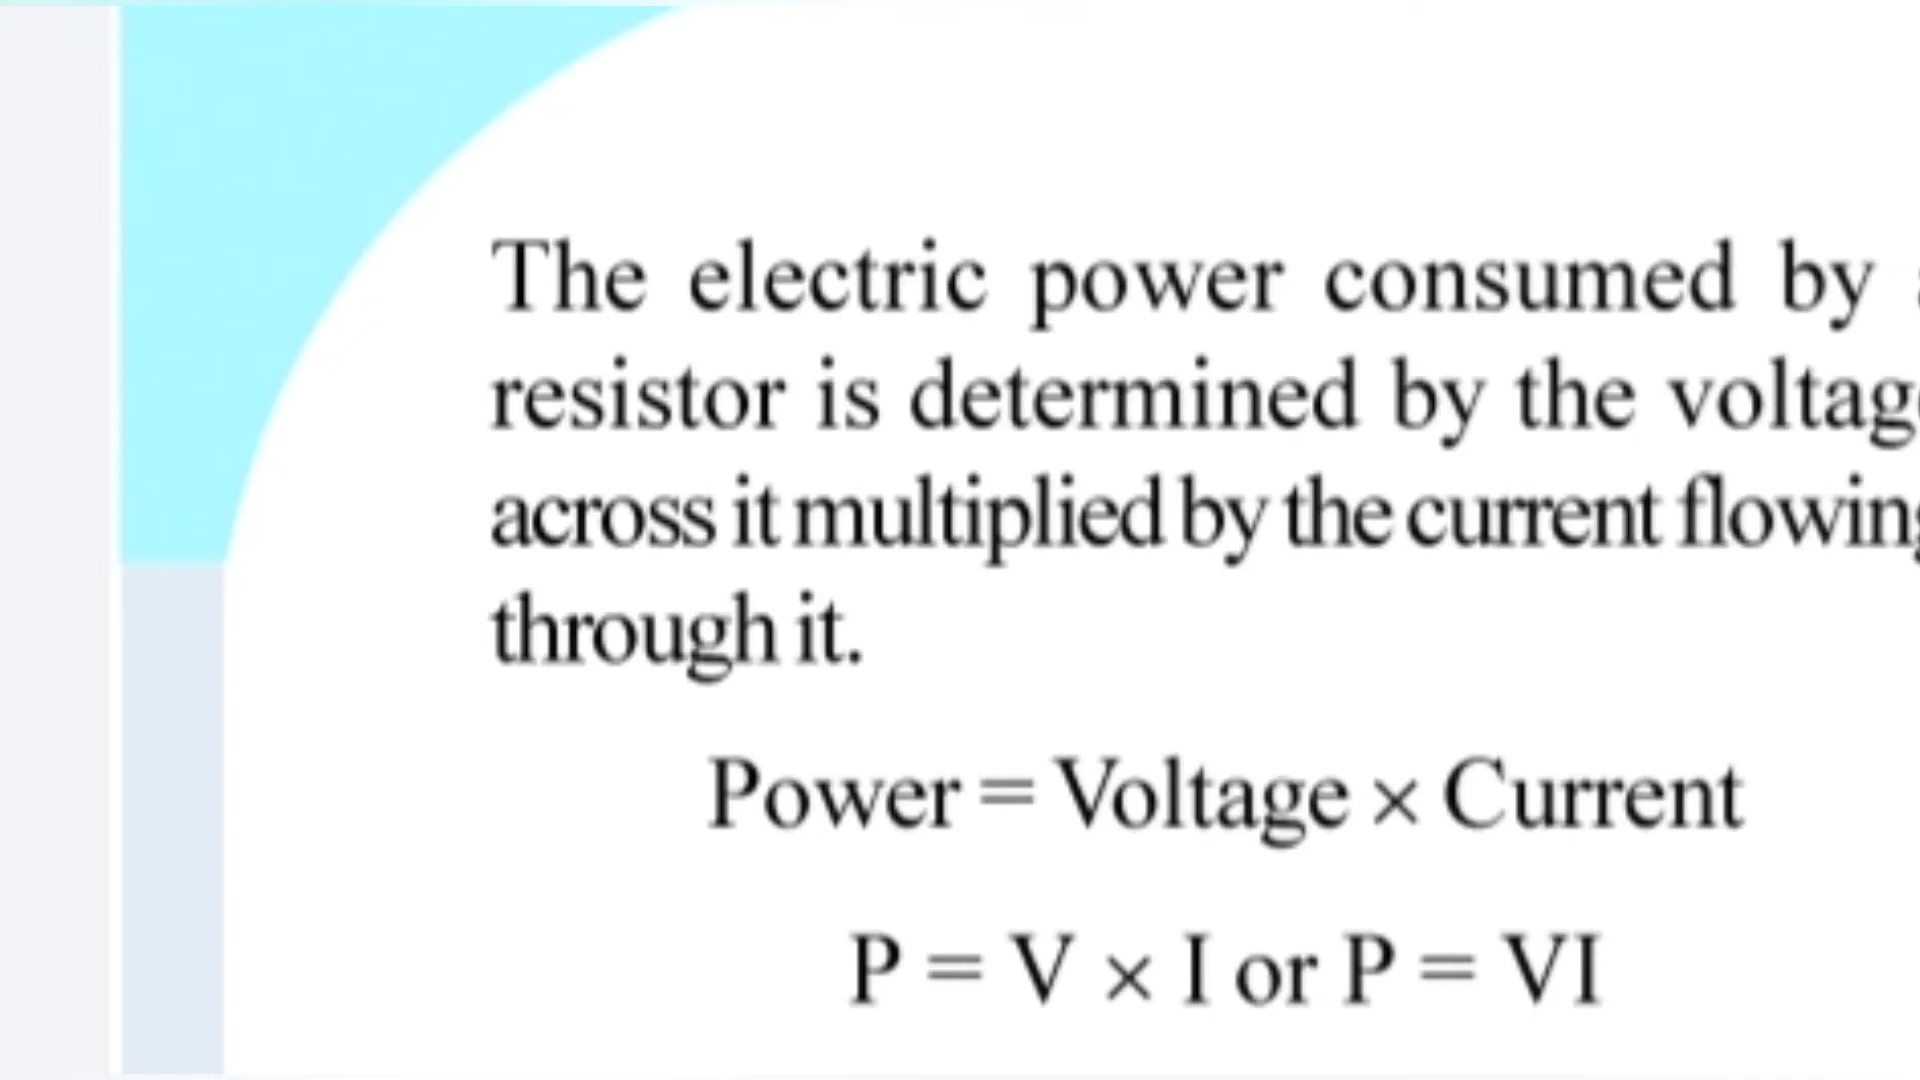 The electric power consumed by
resistor is determined by the voltag
across it multiplied by the current flowing
through it.
Power = Voltage × Current
P = V × I or P = VI